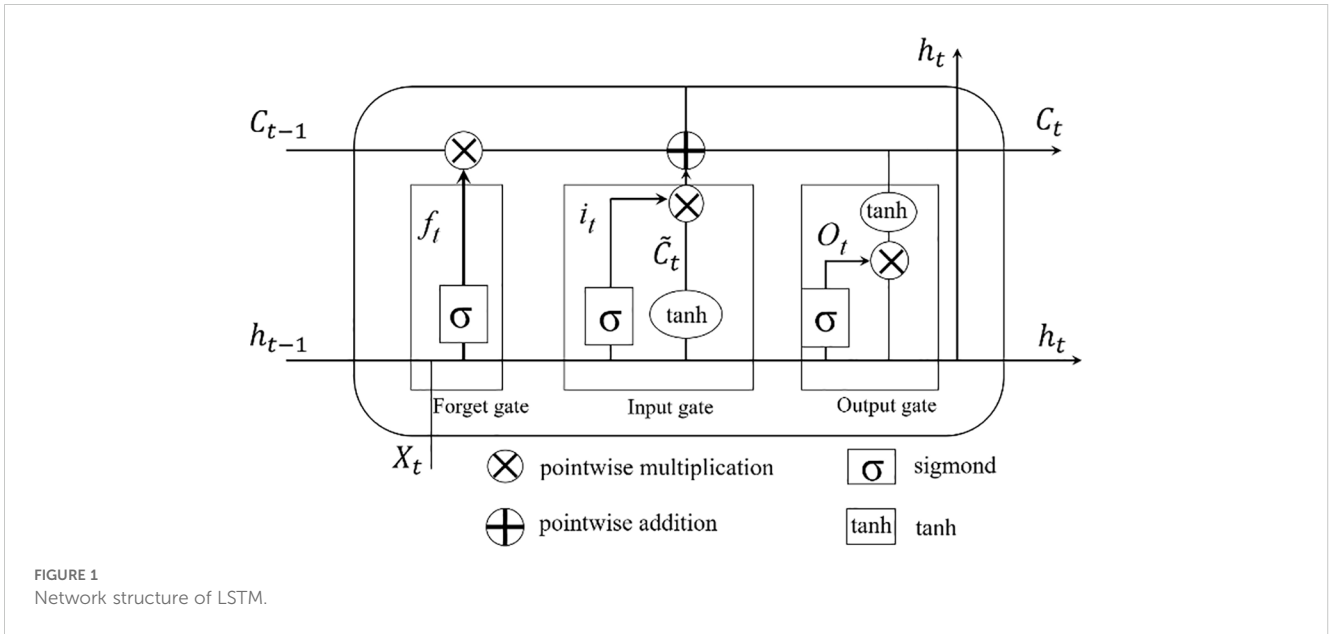 h_t
C_{t-1}
C_t
f_t
i_t
C̃_t
O_t
tanh
σ
σ
tanh
σ
h_{t-1}
h_t
Forget gate
Input gate
Output gate
X_t
pointwise multiplication
σ sigmond
pointwise addition
tanh tanh
FIGURE 1
Network structure of LSTM.